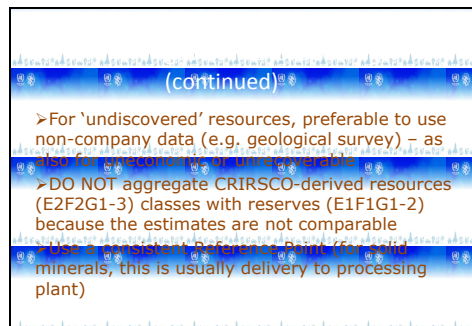 (continued)
➢For ‘undiscovered’ resources, preferable to use
non-company data (e.g. geological survey) – as
also for uneconomic or unrecoverable
➢DO NOT aggregate CRIRSCO-derived resources
(E2F2G1-3) classes with reserves (E1F1G1-2)
because the estimates are not comparable
➢Use a consistent Reference Point (for solid
minerals, this is usually delivery to processing
plant)